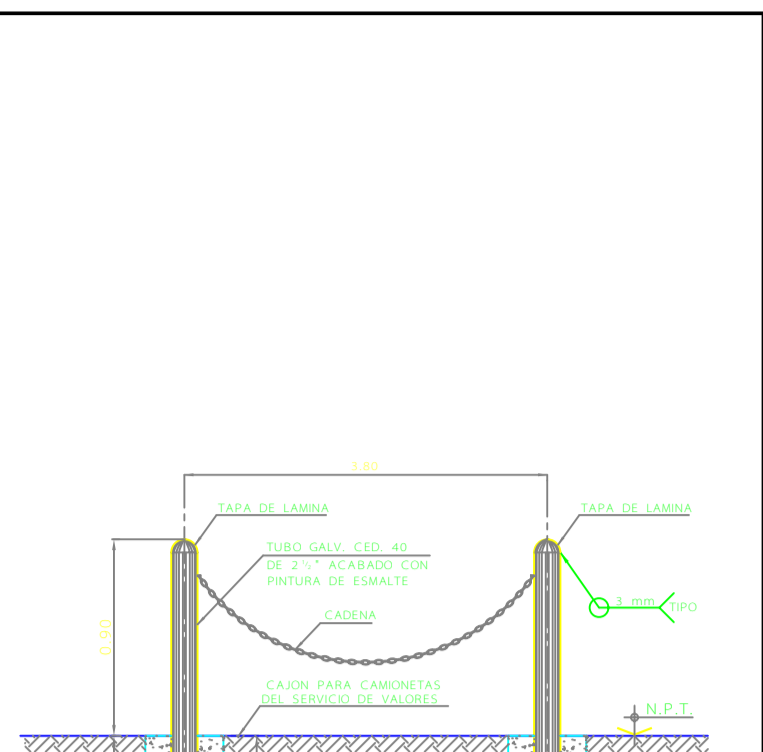 3.80
TAPA DE LAMINA
TAPA DE LAMINA
TUBO GALV. CED. 40
DE 2½" ACABADO CON
PINTURA DE ESMALTE
CADENA
3 mm
TIPO
0.90
CAJON PARA CAMIONETAS
DEL SERVICIO DE VALORES
N.P.T.